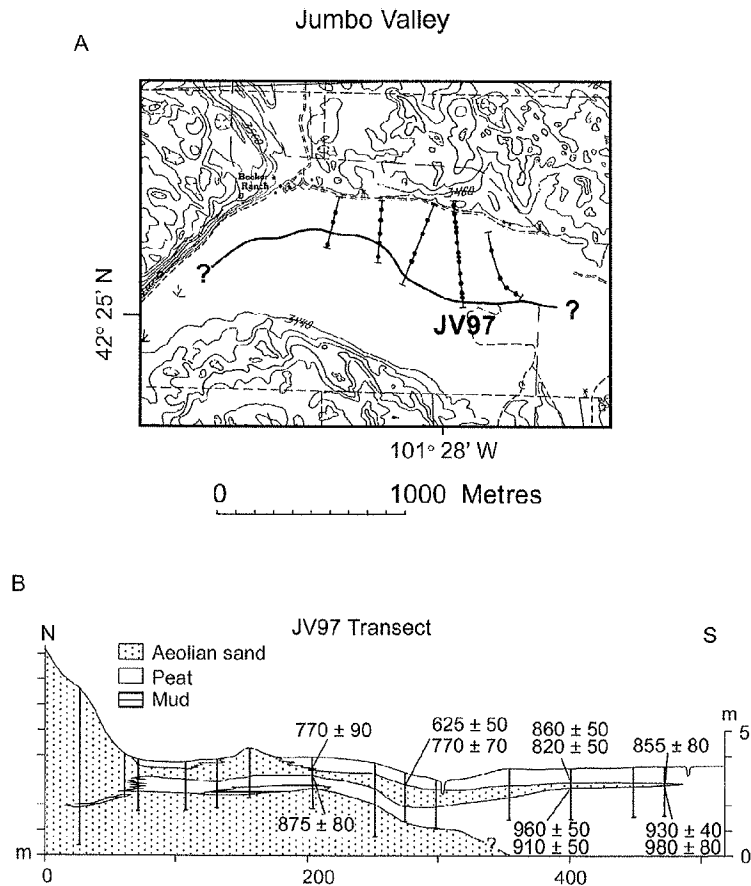 Jumbo Valley
A
3460
Booker
Ranch
3460
?
?
JV97
3440
42° 25' N
101° 28' W
0 1000 Metres
B
JV97 Transect
N
S
Aeolian sand
Peat
Mud
m
5
770 ± 90
625 ± 50
770 ± 70
860 ± 50
820 ± 50
855 ± 80
875 ± 80
960 ± 50
910 ± 50
930 ± 40
980 ± 80
?
m
0
0 200 400